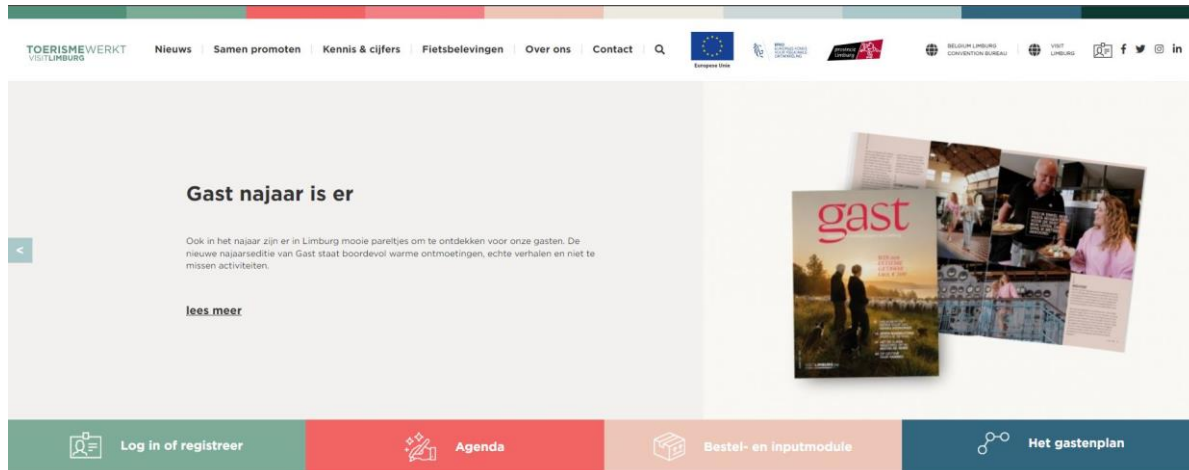 TOERISMEWERKT
VISITLIMBURG
Nieuws
Samen promoten
Kennis & cijfers
Fietsbelevingen
Over ons
Contact
Europese Unie
provincie
Limburg
BELGIUM LIMBURG
CONVENTION BUREAU
VISIT
LIMBURG
Gast najaar is er
Ook in het najaar zijn er in Limburg mooie pareltjes om te ontdekken voor onze gasten. De
nieuwe najaarseditie van Gast staat boordevol warme ontmoetingen, echte verhalen en niet te
missen activiteiten.
lees meer
<
gast
Log in of registreer
Agenda
Bestel- en inputmodule
Het gastenplan